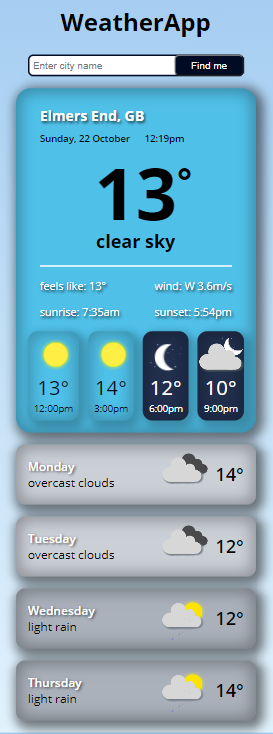 WeatherApp
Enter city name
Find me
Elmers End, GB
Sunday, 22 October 12:19pm
13°
clear sky
feels like: 13° wind: W 3.6m/s
sunrise: 7:35am sunset: 5:54pm
13° 14° 12° 10°
12:00pm 3:00pm 6:00pm 9:00pm
Monday
overcast clouds
14°
Tuesday
overcast clouds
12°
Wednesday
light rain
12°
Thursday
light rain
14°